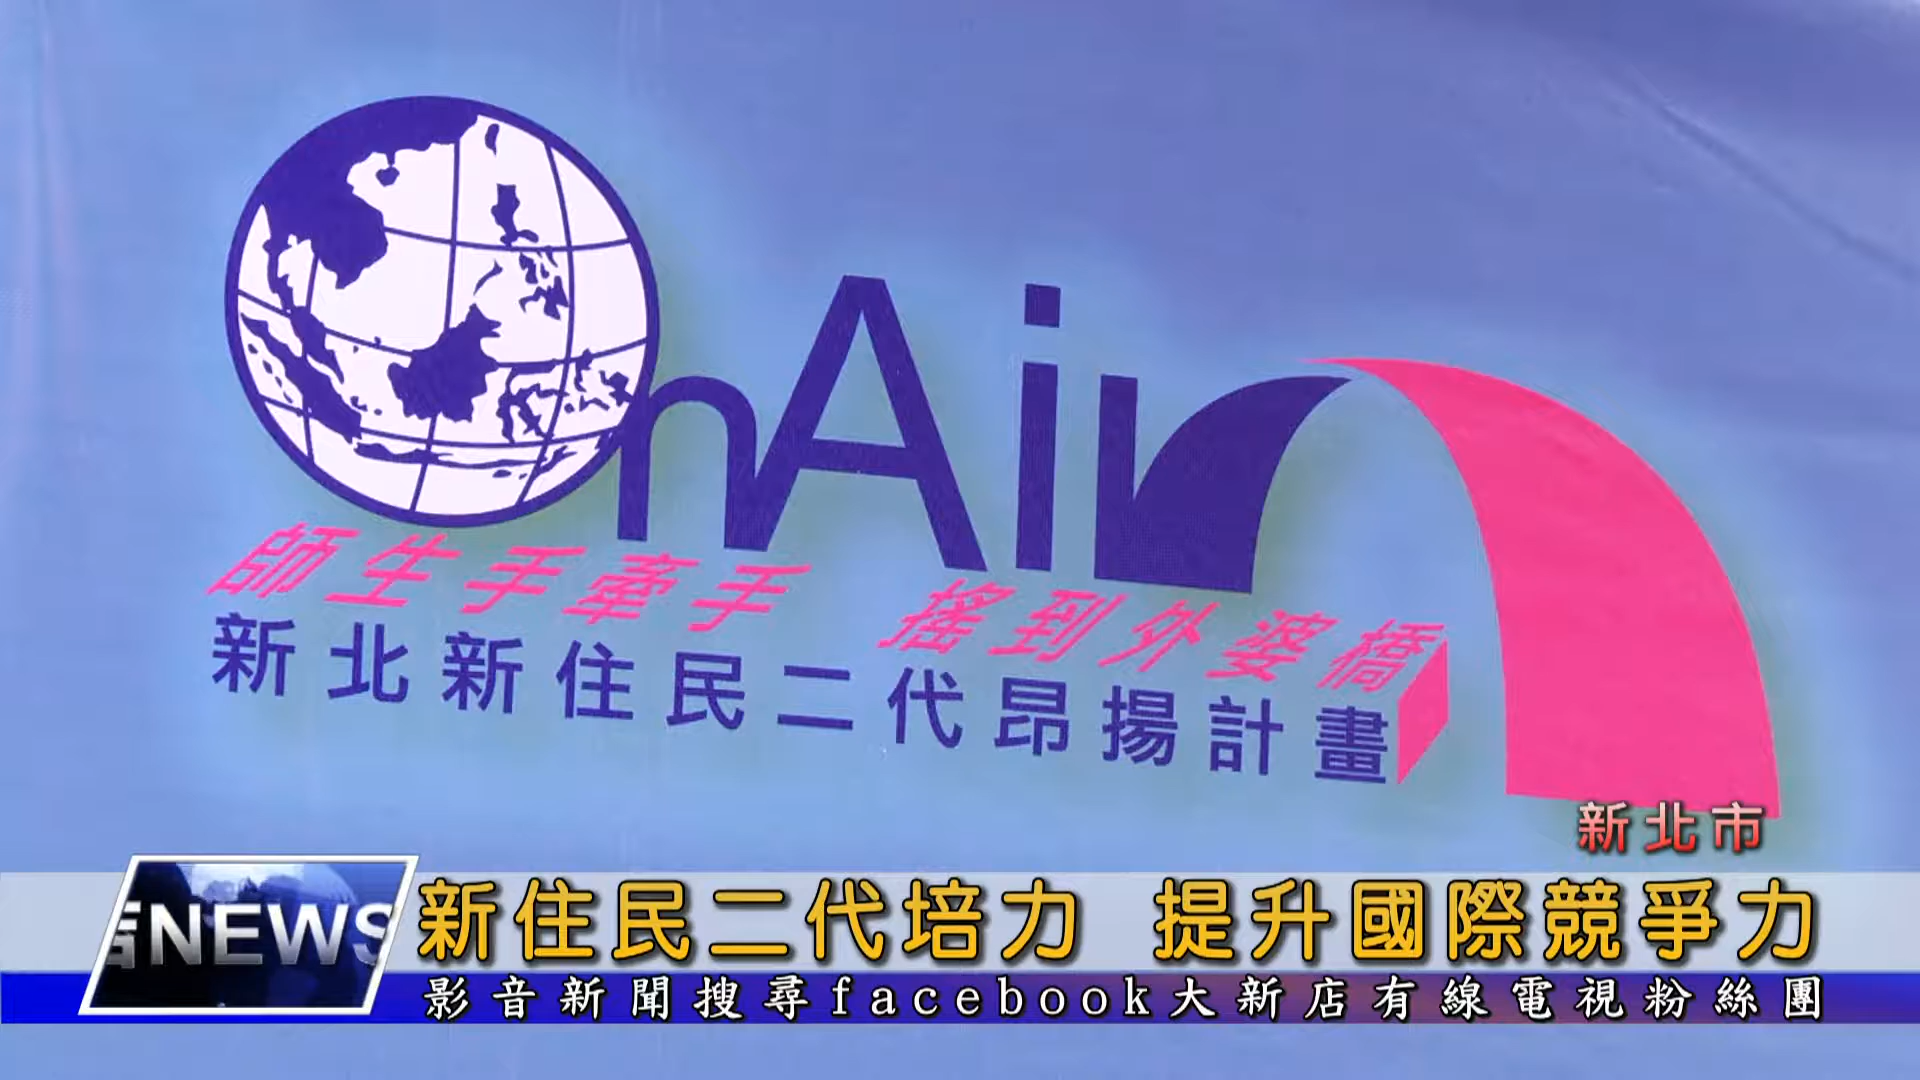 OnAir
師生手牽手 搖到外婆橋
新北新住民二代昂揚計畫
新北市
NEWS
新住民二代培力 提升國際競爭力
影音新聞搜尋facebook大新店有線電視粉絲團